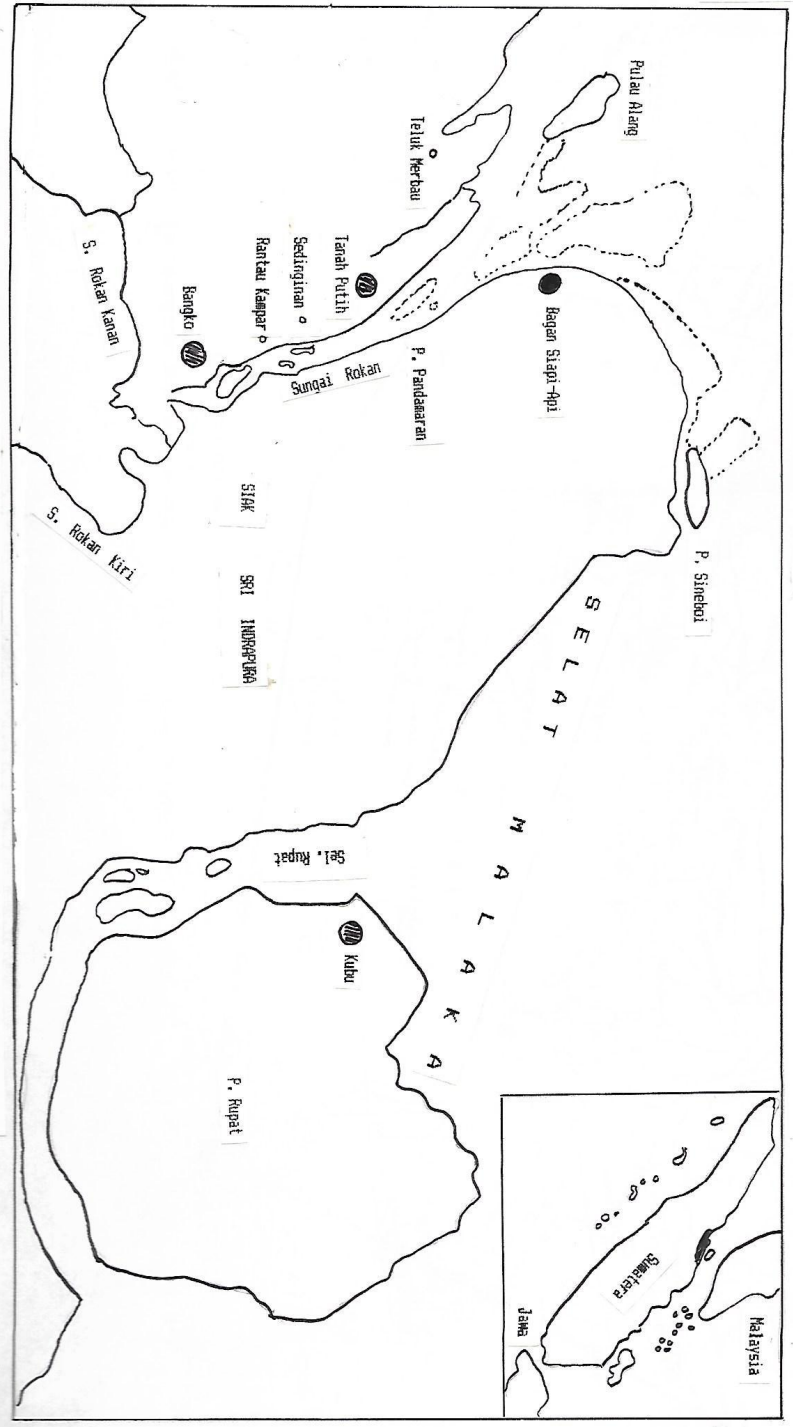 Malaysia
P. Sineboi
Sumatera
Pulau Alang
SELAT MALAKA
Bagan Siapi-Api
Jawa
P. Pandamaran
Teluk Merbau
Kubu
Tanah Putih
Sungai Rokan
Sel. Rupat
Sedinginan
Rantau Kampar
SIAK SRI INDRAPURA
P. Rupat
Bangko
S. Rokan Kanan
S. Rokan Kiri